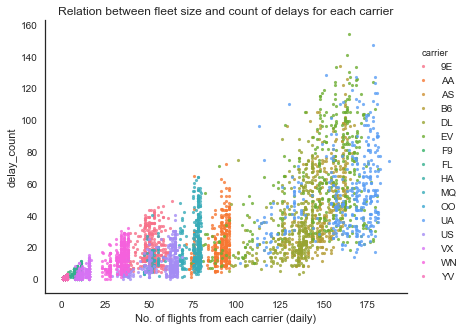 Relation between fleet size and count of delays for each carrier
160
140
120
100
80
60
40
20
0
delay_count
0
25
50
75
100
125
150
175
No. of flights from each carrier (daily)
carrier
9E
AA
AS
B6
DL
EV
F9
FL
HA
MQ
OO
UA
US
VX
WN
YV